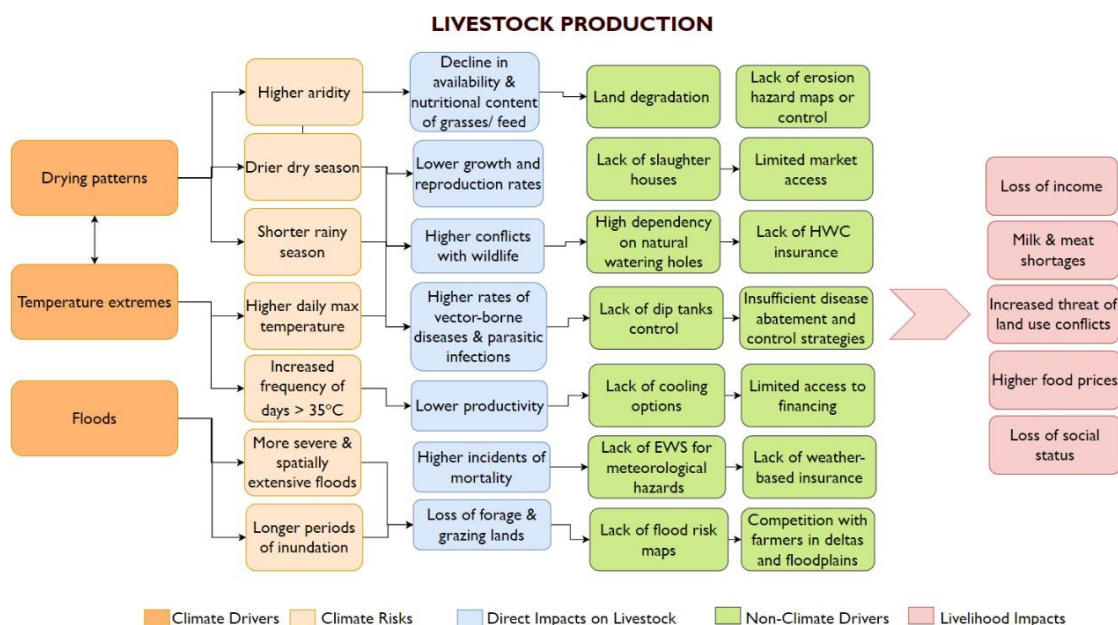 LIVESTOCK PRODUCTION
Drying patterns
Temperature extremes
Floods
Higher aridity
Drier dry season
Shorter rainy
season
Higher daily max
temperature
Increased
frequency of
days > 35°C
More severe &
spatially
extensive floods
Longer periods
of inundation
Decline in
availability &
nutritional content
of grasses/ feed
Lower growth and
reproduction rates
Higher conflicts
with wildlife
Higher rates of
vector-borne
diseases & parasitic
infections
Lower productivity
Higher incidents of
mortality
Loss of forage &
grazing lands
Land degradation
Lack of slaughter
houses
High dependency
on natural
watering holes
Lack of dip tanks
control
Lack of cooling
options
Lack of EWS for
meteorological
hazards
Lack of flood risk
maps
Lack of erosion
hazard maps or
control
Limited market
access
Lack of HWC
insurance
Insufficient disease
abatement and
control strategies
Limited access to
financing
Lack of weather-
based insurance
Competition with
farmers in deltas
and floodplains
Loss of income
Milk & meat
shortages
Increased threat of
land use conflicts
Higher food prices
Loss of social
status
Climate Drivers
Climate Risks
Direct Impacts on Livestock
Non-Climate Drivers
Livelihood Impacts